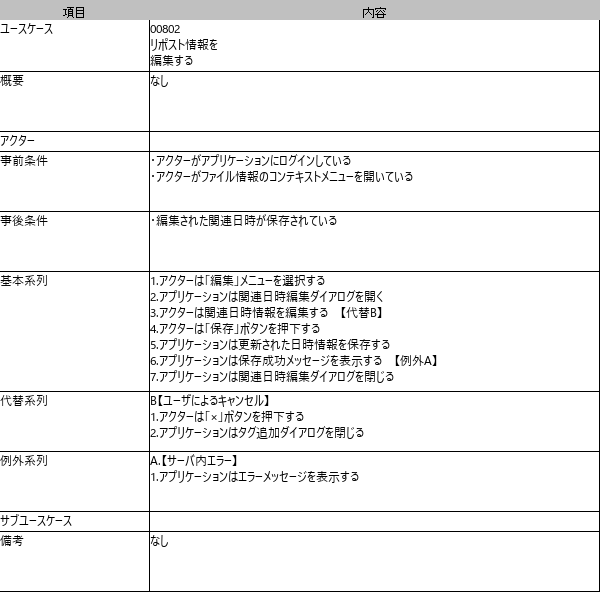 項目 内容
ユースケース 00802
リポスト情報を
編集する
概要 なし
アクター
事前条件 ・アクターがアプリケーションにログインしている
・アクターがファイル情報のコンテキストメニューを開いている
事後条件 ・編集された関連日時が保存されている
基本系列 1.アクターは「編集」メニューを選択する
2.アプリケーションは関連日時編集ダイアログを開く
3.アクターは関連日時情報を編集する 【代替B】
4.アクターは「保存」ボタンを押下する
5.アプリケーションは更新された日時情報を保存する
6.アプリケーションは保存成功メッセージを表示する 【例外A】
7.アプリケーションは関連日時編集ダイアログを閉じる
代替系列 B【ユーザによるキャンセル】
1.アクターは「×」ボタンを押下する
2.アプリケーションはタグ追加ダイアログを閉じる
例外系列 A.【サーバ内エラー】
1.アプリケーションはエラーメッセージを表示する
サブユースケース
備考 なし